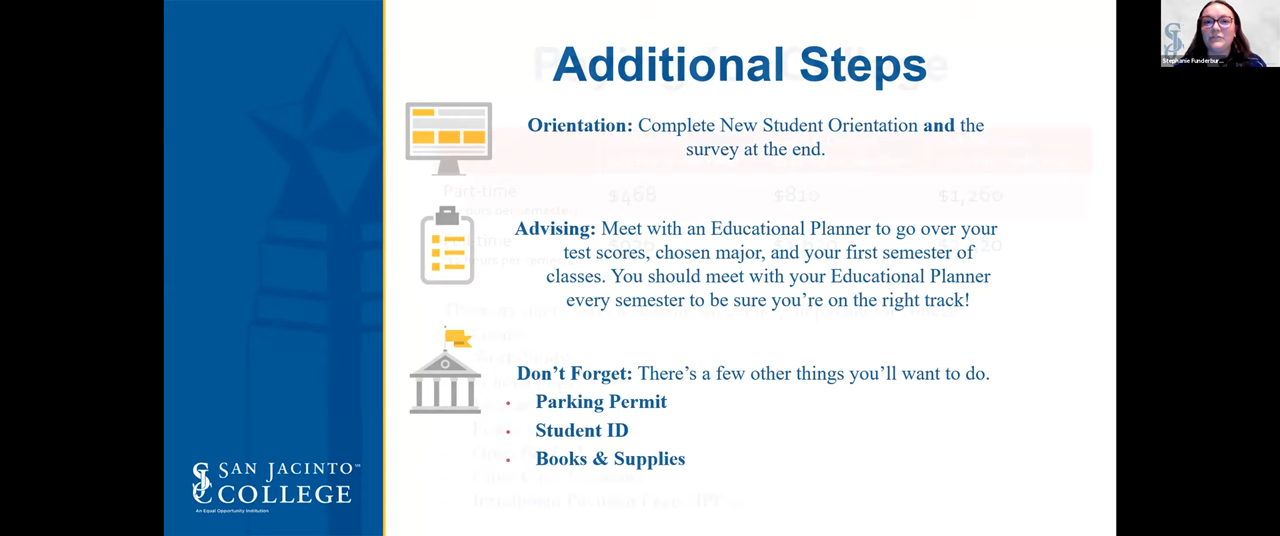 Additional Steps
Stephanie Funderbur...
Orientation: Complete New Student Orientation and the
survey at the end.
Part-time
$468
$810
$1,260
Advising: Meet with an Educational Planner to go over your
test scores, chosen major, and your first semester of
classes. You should meet with your Educational Planner
every semester to be sure you’re on the right track!
Don’t Forget: There’s a few other things you’ll want to do.
• Parking Permit
• Student ID
• Books & Supplies
SAN JACINTO
COLLEGE
An Equal Opportunity Institution